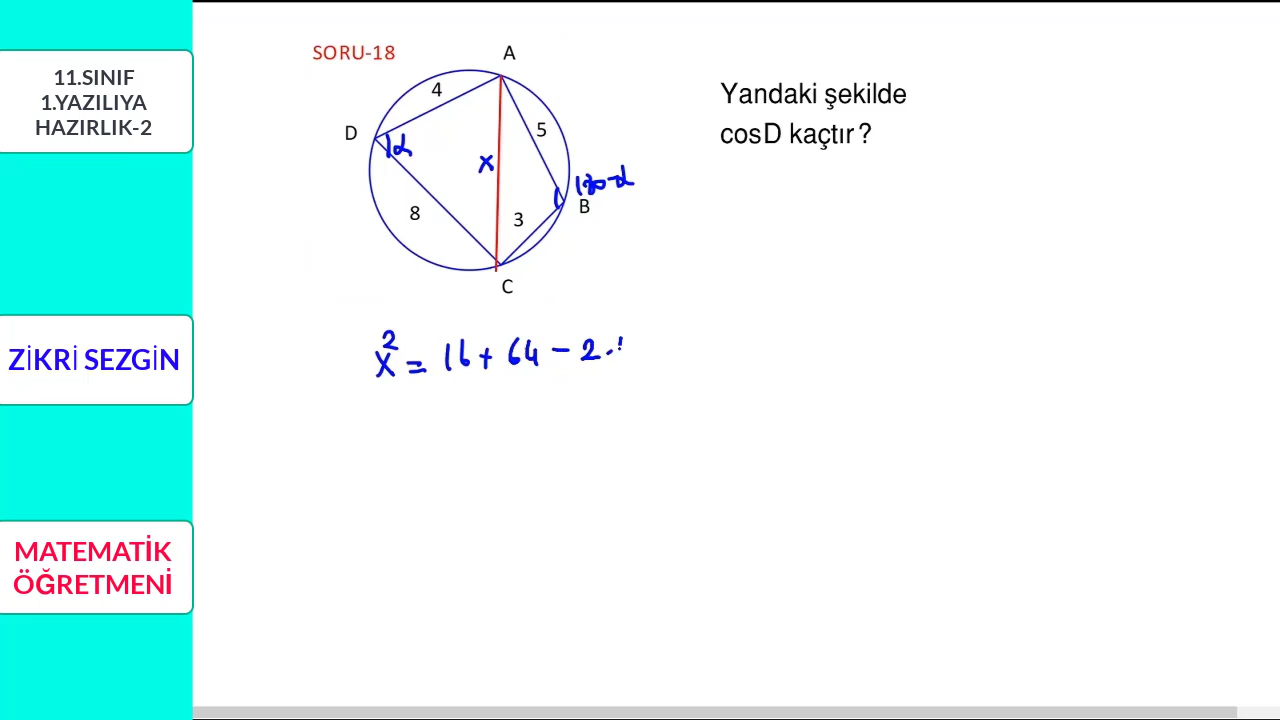 11.SINIF
1.YAZILIYA
HAZIRLIK-2
ZİKRİ SEZGİN
MATEMATİK
ÖĞRETMENİ
SORU-18
A
4
D
α
5
x
180-α
B
8
3
C
x² = 16 + 64 - 2.
Yandaki şekilde
cosD kaçtır?